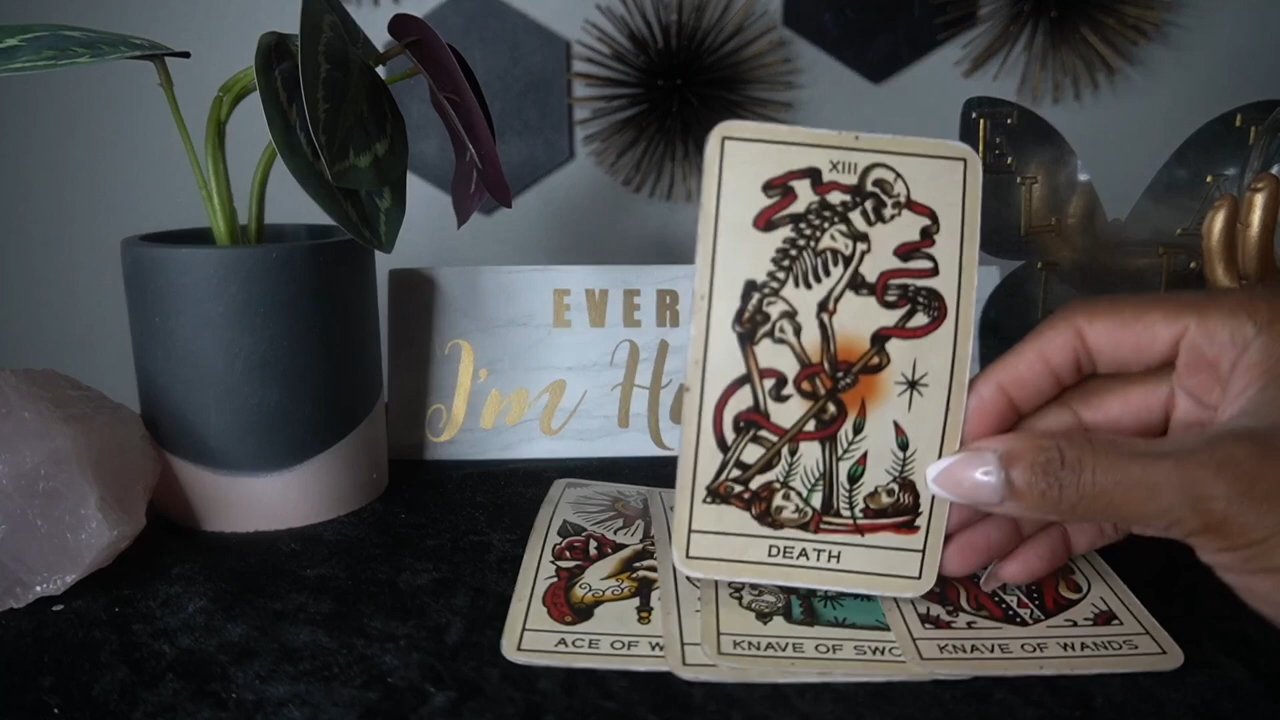 EVER
I'm H
XIII
DEATH
ACE OF W
KNAVE OF SWO
KNAVE OF WANDS